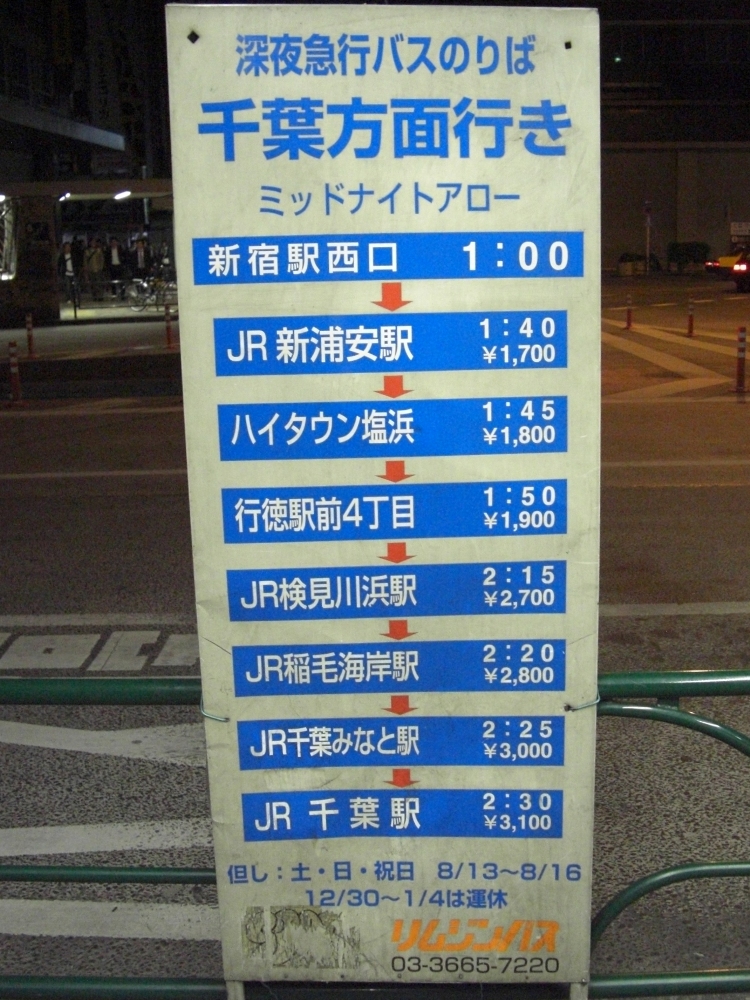 深夜急行バスのりば
千葉方面行き
ミッドナイトアロー
新宿駅西口 1:00
JR 新浦安駅 1:40 ¥1,700
ハイタウン塩浜 1:45 ¥1,800
行徳駅前4丁目 1:50 ¥1,900
JR検見川浜駅 2:15 ¥2,700
JR稲毛海岸駅 2:20 ¥2,800
JR千葉みなと駅 2:25 ¥3,000
JR 千葉駅 2:30 ¥3,100
但し:土・日・祝日 8/13~8/16
12/30~1/4は運休
リムジンバス
03-3665-7220